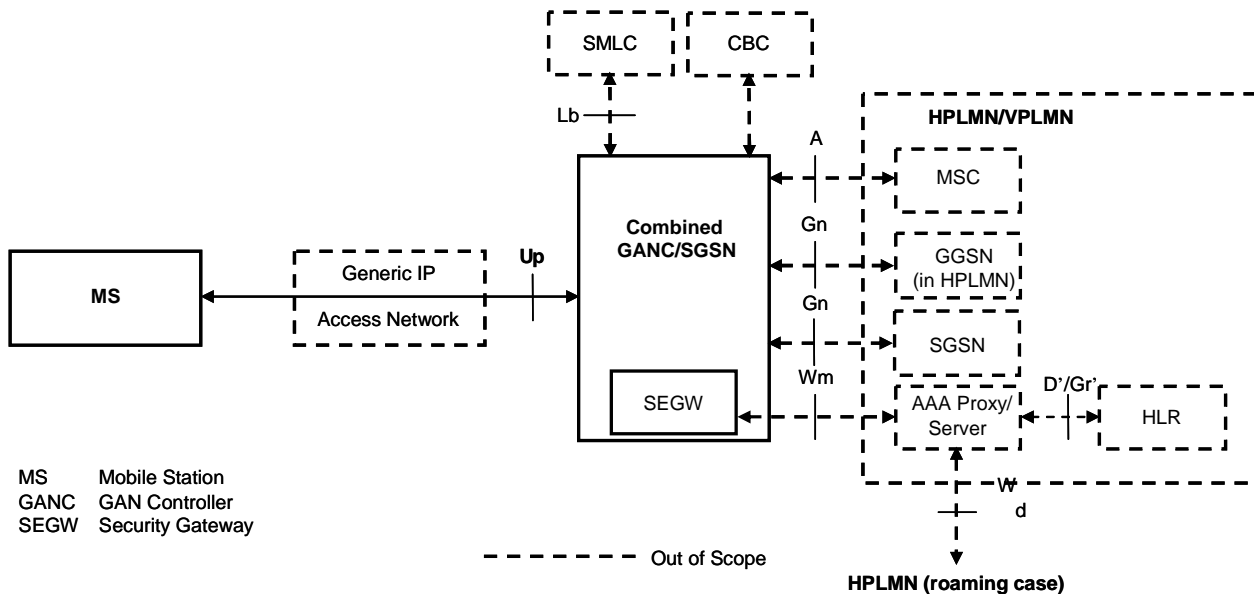 SMLC
CBC
Lb
HPLMN/VPLMN
A
MSC
Combined
GANC/SGSN
Gn
GGSN
(in HPLMN)
Up
Generic IP
MS
Access Network
Gn
SGSN
Wm
D’/Gr’
SEGW
AAA Proxy/
Server
HLR
MS Mobile Station
GANC GAN Controller
SEGW Security Gateway
W
d
Out of Scope
HPLMN (roaming case)